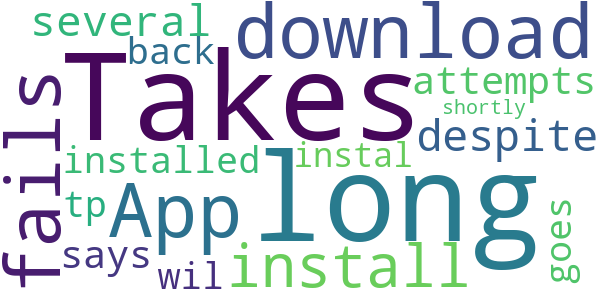 several
download
back
Takes
attempts
shortly
fails
despite
installed
instal
long
tp
App
goes
says
install
wil